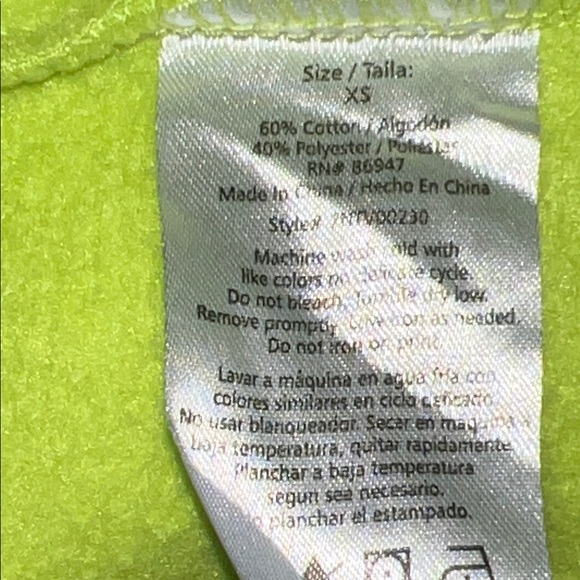 Size / Talla:
XS
60% Cotton / Algodón
40% Polyester / Poliéster
RN# 86947
Made In China / Hecho En China
Style#
Machine wash cold with
like colors on delicate cycle.
Do not bleach. Tumble dry low.
Remove promptly. Low iron as needed.
Do not iron on print.
Lavar a máquina en agua fría con
colores similares en ciclo delicado.
No usar blanqueador. Secar en maquina a
baja temperatura, quitar rapidamente
Planchar a baja temperatura
segun sea necesario.
planchar el estampado.